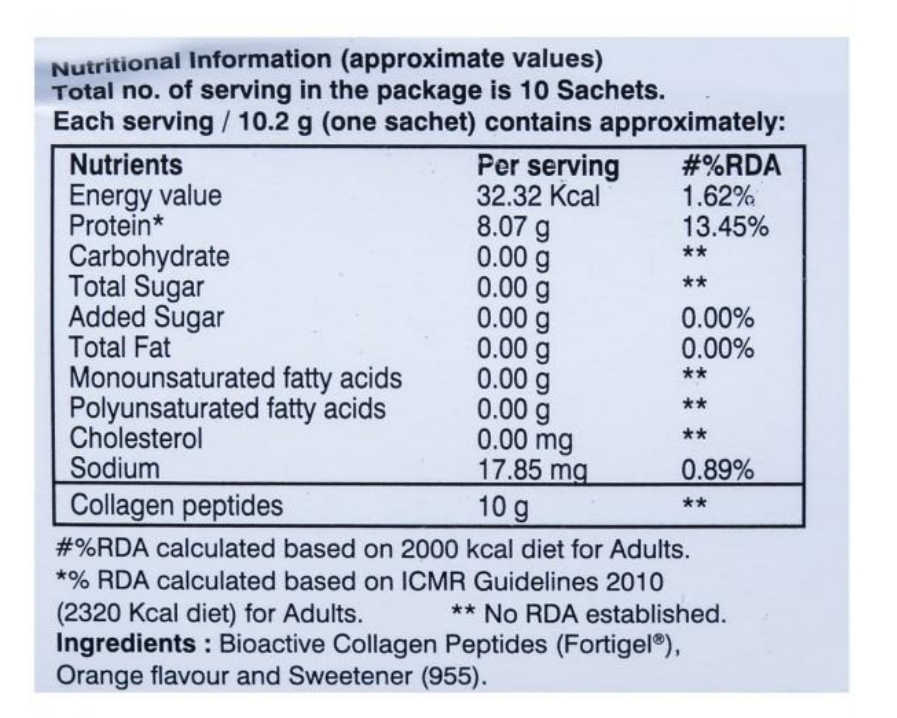 Nutritional Information (approximate values)
Total no. of serving in the package is 10 Sachets.
Each serving / 10.2 g (one sachet) contains approximately:
Nutrients Per serving #%RDA
Energy value 32.32 Kcal 1.62%
Protein* 8.07 g 13.45%
Carbohydrate 0.00 g **
Total Sugar 0.00 g **
Added Sugar 0.00 g 0.00%
Total Fat 0.00 g 0.00%
Monounsaturated fatty acids 0.00 g **
Polyunsaturated fatty acids 0.00 g **
Cholesterol 0.00 mg **
Sodium 17.85 mg 0.89%
Collagen peptides 10 g **
#%RDA calculated based on 2000 kcal diet for Adults.
*% RDA calculated based on ICMR Guidelines 2010
(2320 Kcal diet) for Adults. ** No RDA established.
Ingredients : Bioactive Collagen Peptides (Fortigel®),
Orange flavour and Sweetener (955).